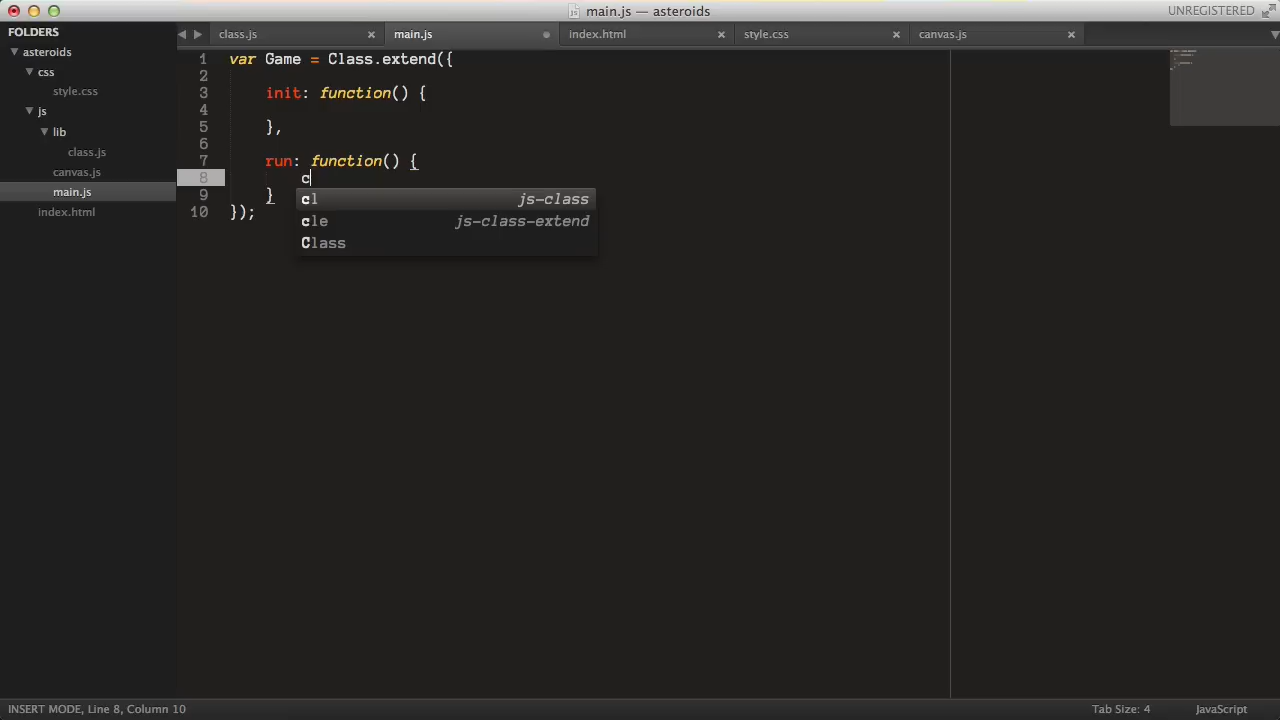 main.js — asteroids
UNREGISTERED
FOLDERS
asteroids
css
style.css
js
lib
class.js
canvas.js
main.js
index.html
class.js × main.js index.html × style.css × canvas.js ×
1 var Game = Class.extend({
2
3 init: function() {
4
5 },
6
7 run: function() {
8 c
9 }
10 });
cl js-class
cle js-class-extend
Class
INSERT MODE, Line 8, Column 10
Tab Size: 4
JavaScript